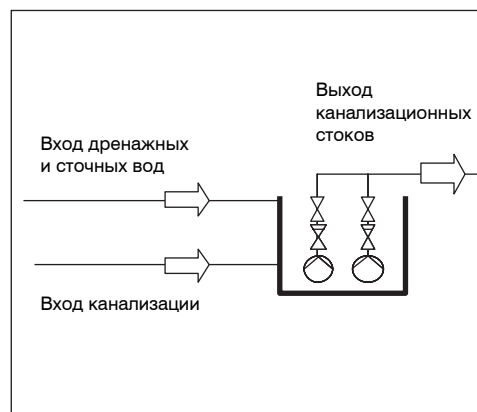 Выход
канализационных
стоков
Вход дренажных
и сточных вод
Вход канализации